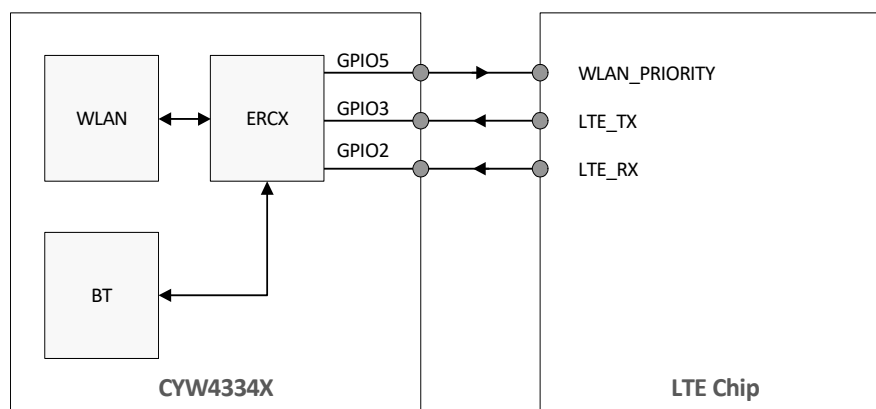 GPIO5
WLAN_PRIORITY
WLAN
ERCX
GPIO3
LTE_TX
GPIO2
LTE_RX
BT
CYW4334X
LTE Chip